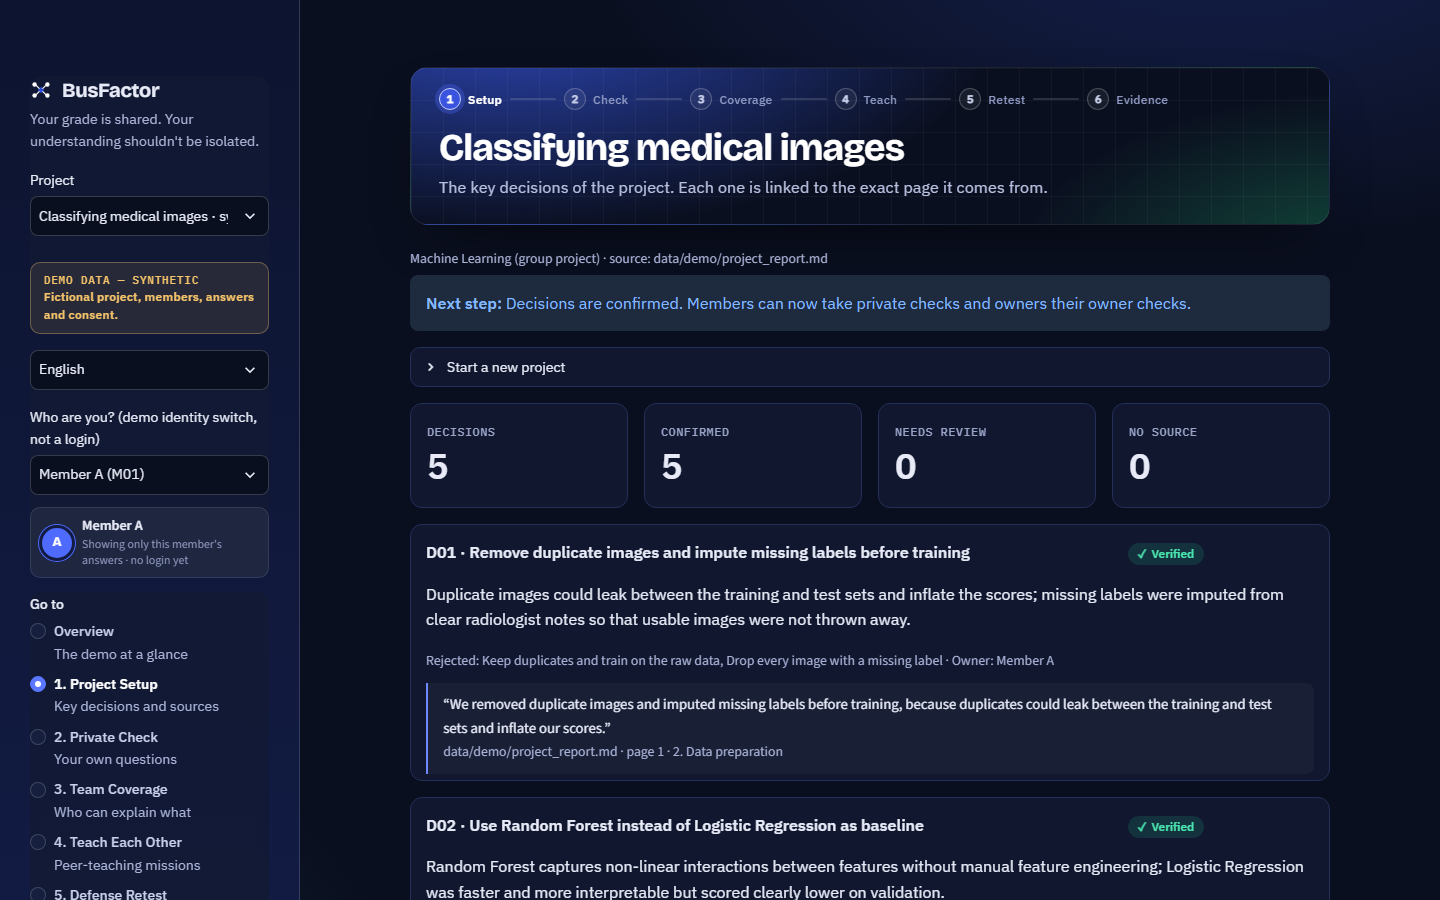 BusFactor
Your grade is shared. Your
understanding shouldn't be isolated.
Project
Classifying medical images ·
DEMO DATA — SYNTHETIC
Fictional project, members, answers
and consent.
English
Who are you? (demo identity switch,
not a login)
Member A (M01)
A
Member A
Showing only this member's
answers · no login yet
Go to
Overview
The demo at a glance
1. Project Setup
Key decisions and sources
2. Private Check
Your own questions
3. Team Coverage
Who can explain what
4. Teach Each Other
Peer-teaching missions
5. Defense Retest
1 Setup 2 Check 3 Coverage 4 Teach 5 Retest 6 Evidence
Classifying medical images
The key decisions of the project. Each one is linked to the exact page it comes from.
Machine Learning (group project) · source: data/demo/project_report.md
Next step: Decisions are confirmed. Members can now take private checks and owners their owner checks.
Start a new project
DECISIONS
5
CONFIRMED
5
NEEDS REVIEW
0
NO SOURCE
0
D01 · Remove duplicate images and impute missing labels before training
✓ Verified
Duplicate images could leak between the training and test sets and inflate the scores; missing labels were imputed from
clear radiologist notes so that usable images were not thrown away.
Rejected: Keep duplicates and train on the raw data, Drop every image with a missing label · Owner: Member A
“We removed duplicate images and imputed missing labels before training, because duplicates could leak between the training and test
sets and inflate our scores.”
data/demo/project_report.md · page 1 · 2. Data preparation
D02 · Use Random Forest instead of Logistic Regression as baseline
✓ Verified
Random Forest captures non-linear interactions between features without manual feature engineering; Logistic Regression
was faster and more interpretable but scored clearly lower on validation.